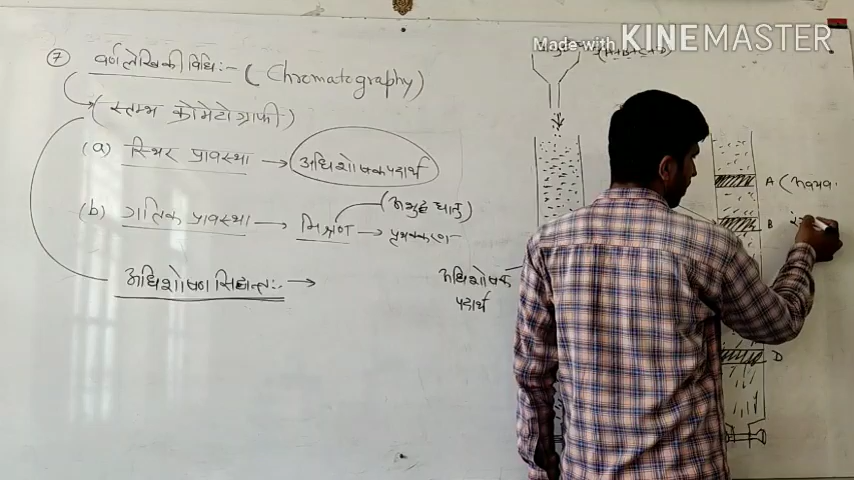 Made with KINEMASTER
⑦ वर्णलेखिकी विधि:- ( Chromatography)
(स्तम्भ क्रोमेटोग्राफी)
(a) स्थिर प्रावस्था → अधिशोषक पदार्थ
(अशुद्ध धातु)
(b) गतिक प्रावस्था → मिश्रण → पृथक्करण
अधिशोषण सिद्धान्त:- →
अधिशोषक
पदार्थ
(A+B+C+D)
A
B
D